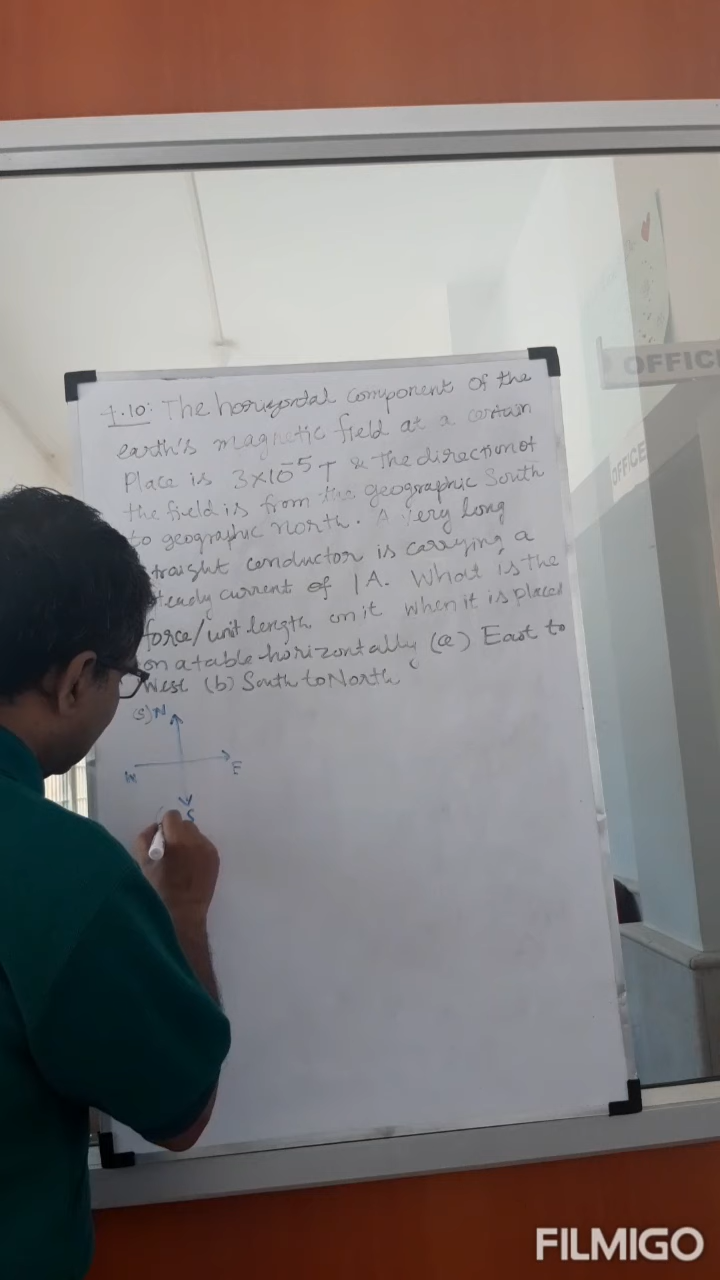 1.10: The horizontal component of the
earth's magnetic field at a certain
Place is 3×10⁻⁵ T & the direction of
the field is from the geographic South
to geographic north. A very long
straight conductor is carrying a
steady current of 1 A. What is the
force/unit length on it when it is placed
on a table horizontally (a) East to
West (b) South to North
(S) N
W E
S
OFFICE
OFFICE
FILMIGO